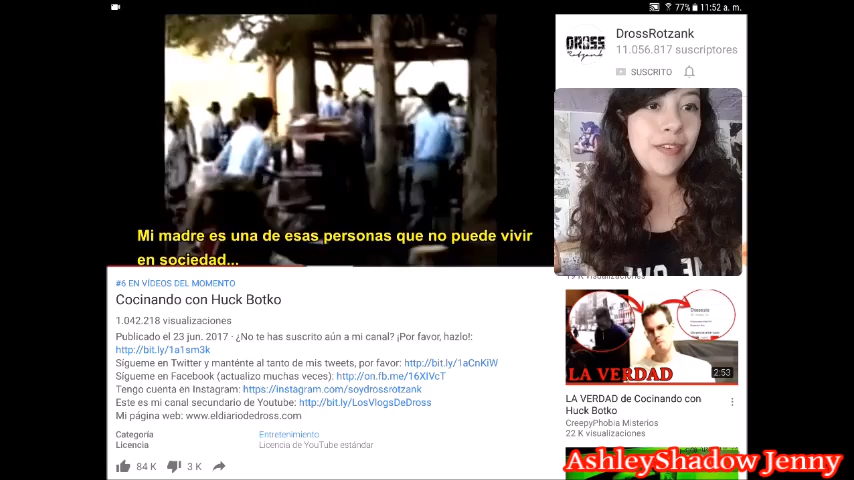 77% 11:52 a. m.
DROSS
Rotzank
DrossRotzank
11.056.817 suscriptores
SUSCRITO
Mi madre es una de esas personas que no puede vivir
en sociedad...
#6 EN VÍDEOS DEL MOMENTO
Cocinando con Huck Botko
1.042.218 visualizaciones
Publicado el 23 jun. 2017 · ¿No te has suscrito aún a mi canal? ¡Por favor, hazlo!:
http://bit.ly/1a1sm3k
Sígueme en Twitter y manténte al tanto de mis tweets, por favor: http://bit.ly/1aCnKiW
Sígueme en Facebook (actualizo muchas veces): http://on.fb.me/16XIVcT
Tengo cuenta en Instagram: https://instagram.com/soydrossrotzank
Este es mi canal secundario de Youtube: http://bit.ly/LosVlogsDeDross
Mi página web: www.eldiariodedross.com
Categoría Entretenimiento
Licencia Licencia de YouTube estándar
84 K 3 K
19 K visualizaciones
LA VERDAD
2:53
LA VERDAD de Cocinando con
Huck Botko
CreepyPhobia Misterios
22 K visualizaciones
AshleyShadow Jenny